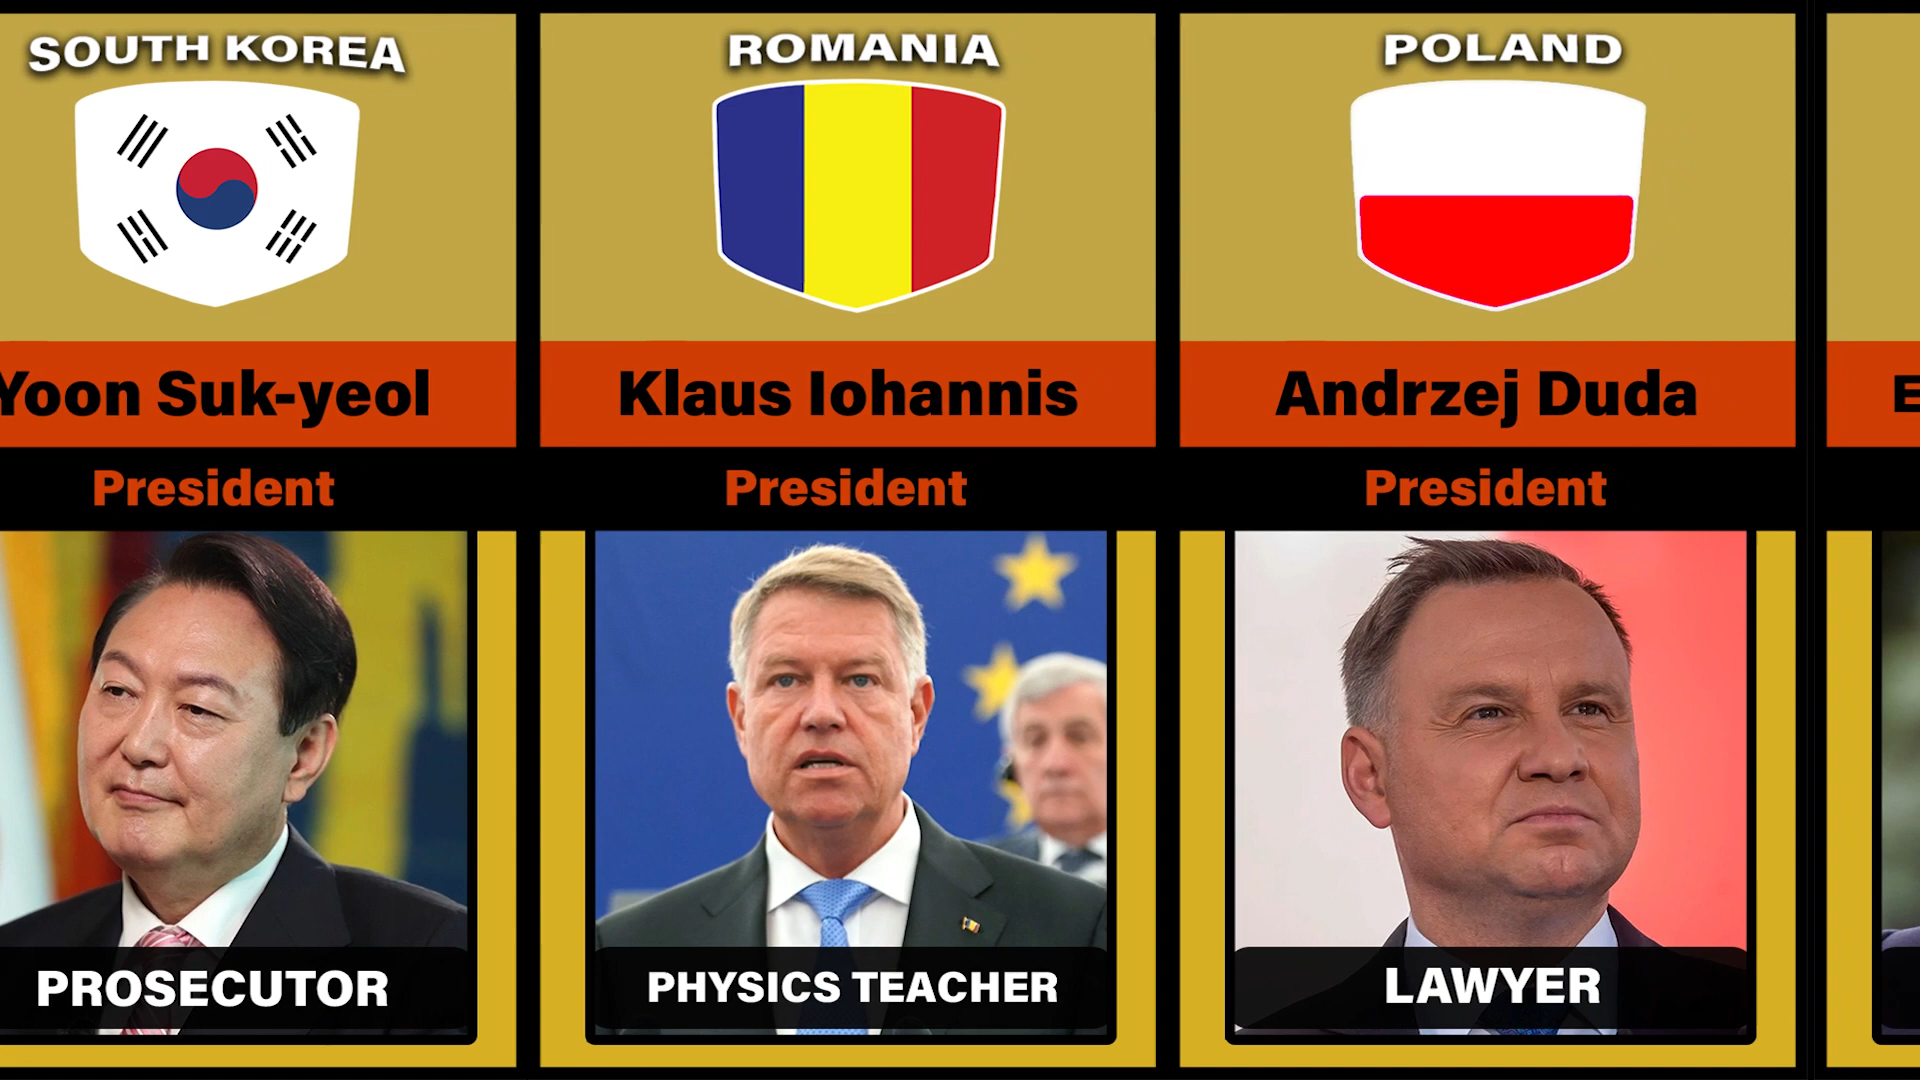 SOUTH KOREA
Yoon Suk-yeol
President
PROSECUTOR
ROMANIA
Klaus Iohannis
President
PHYSICS TEACHER
POLAND
Andrzej Duda
President
LAWYER
E